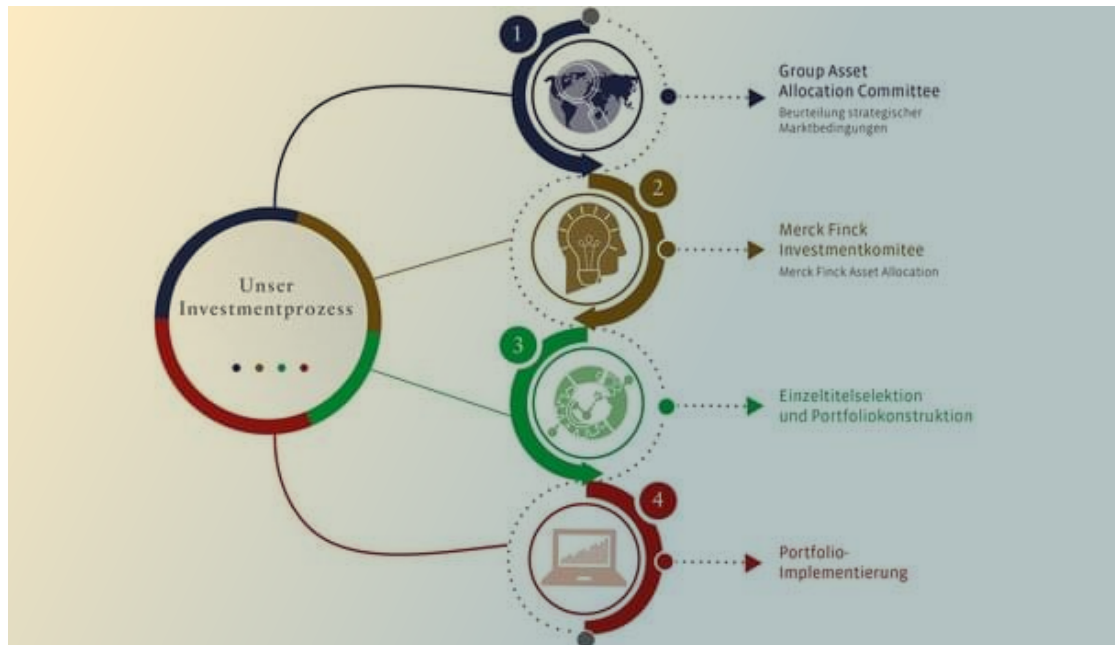 Unser
Investmentprozess
1
Group Asset
Allocation Committee
Beurteilung strategischer
Marktbedingungen
2
Merck Finck
Investmentkomitee
Merck Finck Asset Allocation
3
Einzeltitelselektion
und Portfoliokonstruktion
4
Portfolio-
Implementierung